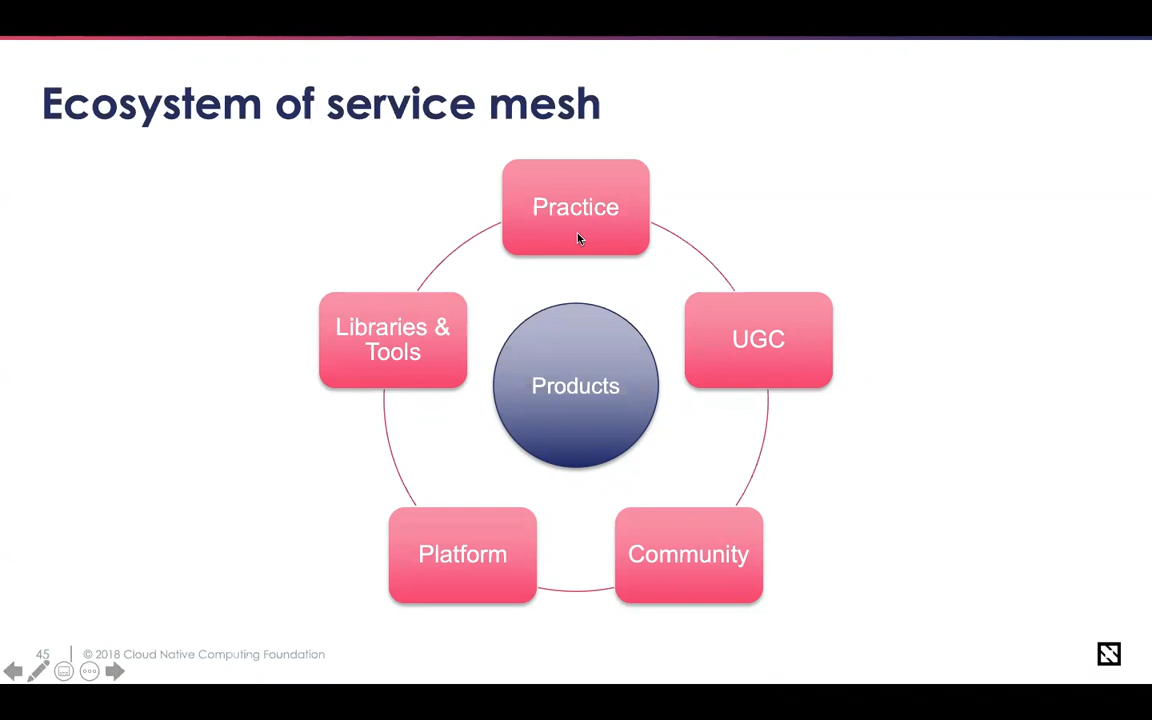 Ecosystem of service mesh
Practice
Libraries &
Tools
UGC
Products
Platform
Community
45
© 2018 Cloud Native Computing Foundation